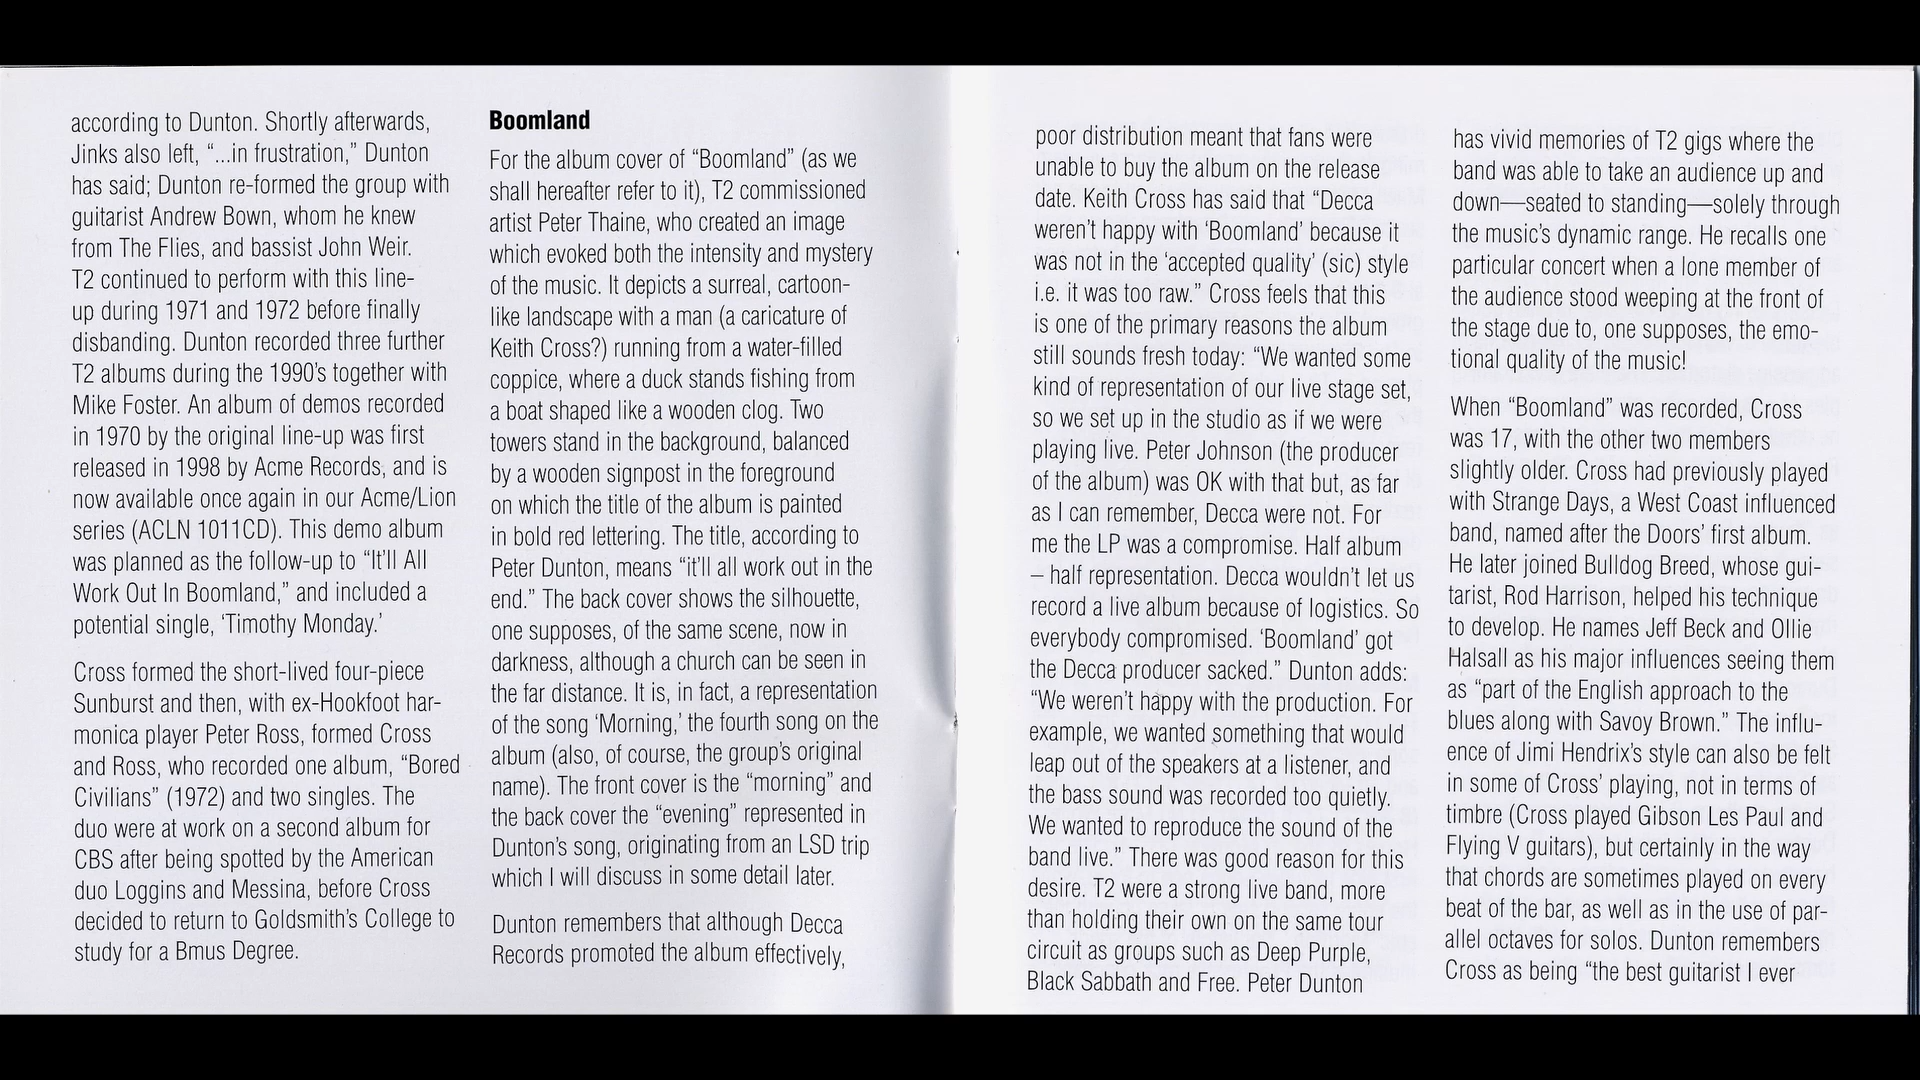 according to Dunton. Shortly afterwards,
Jinks also left, “...in frustration,” Dunton
has said; Dunton re-formed the group with
guitarist Andrew Bown, whom he knew
from The Flies, and bassist John Weir.
T2 continued to perform with this line-
up during 1971 and 1972 before finally
disbanding. Dunton recorded three further
T2 albums during the 1990’s together with
Mike Foster. An album of demos recorded
in 1970 by the original line-up was first
released in 1998 by Acme Records, and is
now available once again in our Acme/Lion
series (ACLN 1011CD). This demo album
was planned as the follow-up to “It’ll All
Work Out In Boomland,” and included a
potential single, ‘Timothy Monday.’
Cross formed the short-lived four-piece
Sunburst and then, with ex-Hookfoot har-
monica player Peter Ross, formed Cross
and Ross, who recorded one album, “Bored
Civilians” (1972) and two singles. The
duo were at work on a second album for
CBS after being spotted by the American
duo Loggins and Messina, before Cross
decided to return to Goldsmith’s College to
study for a Bmus Degree.
Boomland
For the album cover of “Boomland” (as we
shall hereafter refer to it), T2 commissioned
artist Peter Thaine, who created an image
which evoked both the intensity and mystery
of the music. It depicts a surreal, cartoon-
like landscape with a man (a caricature of
Keith Cross?) running from a water-filled
coppice, where a duck stands fishing from
a boat shaped like a wooden clog. Two
towers stand in the background, balanced
by a wooden signpost in the foreground
on which the title of the album is painted
in bold red lettering. The title, according to
Peter Dunton, means “it’ll all work out in the
end.” The back cover shows the silhouette,
one supposes, of the same scene, now in
darkness, although a church can be seen in
the far distance. It is, in fact, a representation
of the song ‘Morning,’ the fourth song on the
album (also, of course, the group’s original
name). The front cover is the “morning” and
the back cover the “evening” represented in
Dunton’s song, originating from an LSD trip
which I will discuss in some detail later.
Dunton remembers that although Decca
Records promoted the album effectively,
poor distribution meant that fans were
unable to buy the album on the release
date. Keith Cross has said that “Decca
weren’t happy with ‘Boomland’ because it
was not in the ‘accepted quality’ (sic) style
i.e. it was too raw.” Cross feels that this
is one of the primary reasons the album
still sounds fresh today: “We wanted some
kind of representation of our live stage set,
so we set up in the studio as if we were
playing live. Peter Johnson (the producer
of the album) was OK with that but, as far
as I can remember, Decca were not. For
me the LP was a compromise. Half album
– half representation. Decca wouldn’t let us
record a live album because of logistics. So
everybody compromised. ‘Boomland’ got
the Decca producer sacked.” Dunton adds:
“We weren’t happy with the production. For
example, we wanted something that would
leap out of the speakers at a listener, and
the bass sound was recorded too quietly.
We wanted to reproduce the sound of the
band live.” There was good reason for this
desire. T2 were a strong live band, more
than holding their own on the same tour
circuit as groups such as Deep Purple,
Black Sabbath and Free. Peter Dunton
has vivid memories of T2 gigs where the
band was able to take an audience up and
down—seated to standing—solely through
the music’s dynamic range. He recalls one
particular concert when a lone member of
the audience stood weeping at the front of
the stage due to, one supposes, the emo-
tional quality of the music!
When “Boomland” was recorded, Cross
was 17, with the other two members
slightly older. Cross had previously played
with Strange Days, a West Coast influenced
band, named after the Doors’ first album.
He later joined Bulldog Breed, whose gui-
tarist, Rod Harrison, helped his technique
to develop. He names Jeff Beck and Ollie
Halsall as his major influences seeing them
as “part of the English approach to the
blues along with Savoy Brown.” The influ-
ence of Jimi Hendrix’s style can also be felt
in some of Cross’ playing, not in terms of
timbre (Cross played Gibson Les Paul and
Flying V guitars), but certainly in the way
that chords are sometimes played on every
beat of the bar, as well as in the use of par-
allel octaves for solos. Dunton remembers
Cross as being “the best guitarist I ever